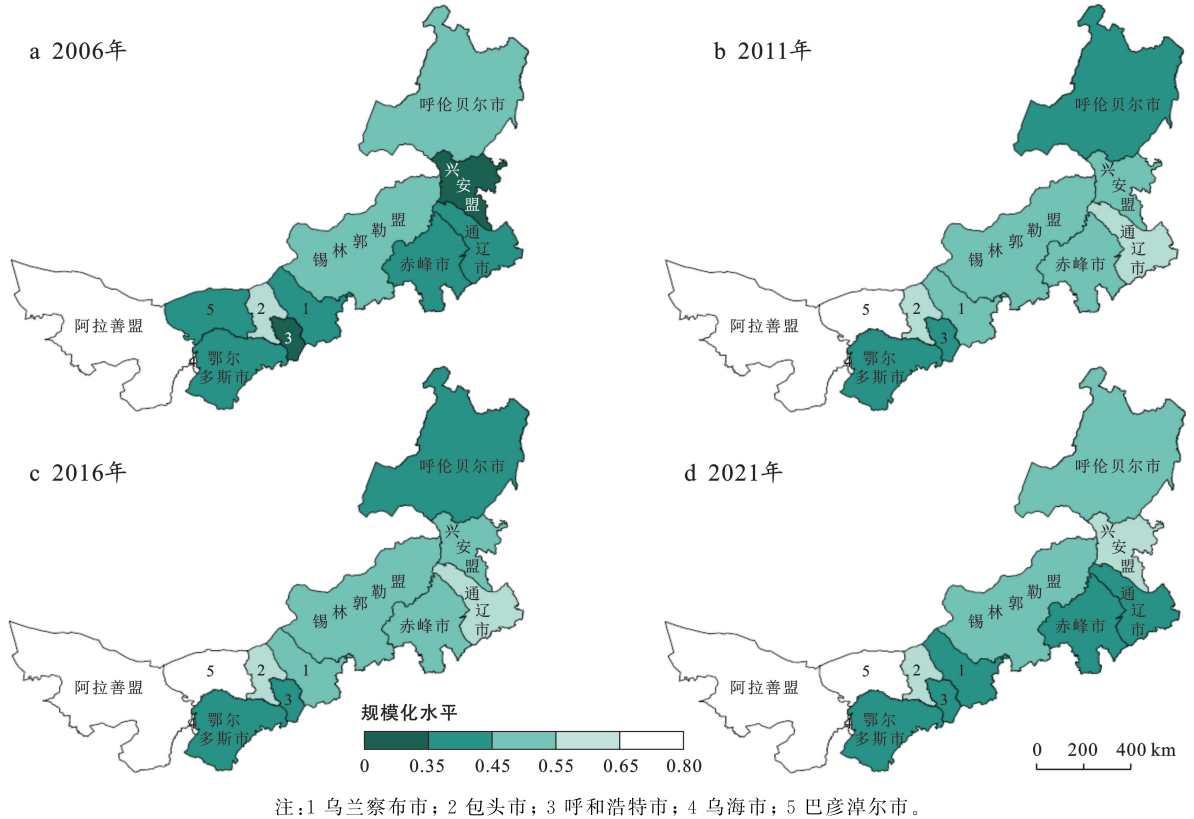 a 2006年
呼伦贝尔市
兴安盟
锡林郭勒盟
通辽市
赤峰市
阿拉善盟
5
2
1
3
4
鄂尔
多斯市
b 2011年
呼伦贝尔市
兴安盟
锡林郭勒盟
通辽市
赤峰市
阿拉善盟
5
2
1
3
4
鄂尔
多斯市
c 2016年
呼伦贝尔市
兴安盟
锡林郭勒盟
通辽市
赤峰市
阿拉善盟
5
2
1
3
4
鄂尔
多斯市
d 2021年
呼伦贝尔市
兴安盟
锡林郭勒盟
通辽市
赤峰市
阿拉善盟
5
2
1
3
4
鄂尔
多斯市
规模化水平
0 0.35 0.45 0.55 0.65 0.80
0 200 400 km
注:1 乌兰察布市;2 包头市;3 呼和浩特市;4 乌海市;5 巴彦淖尔市。